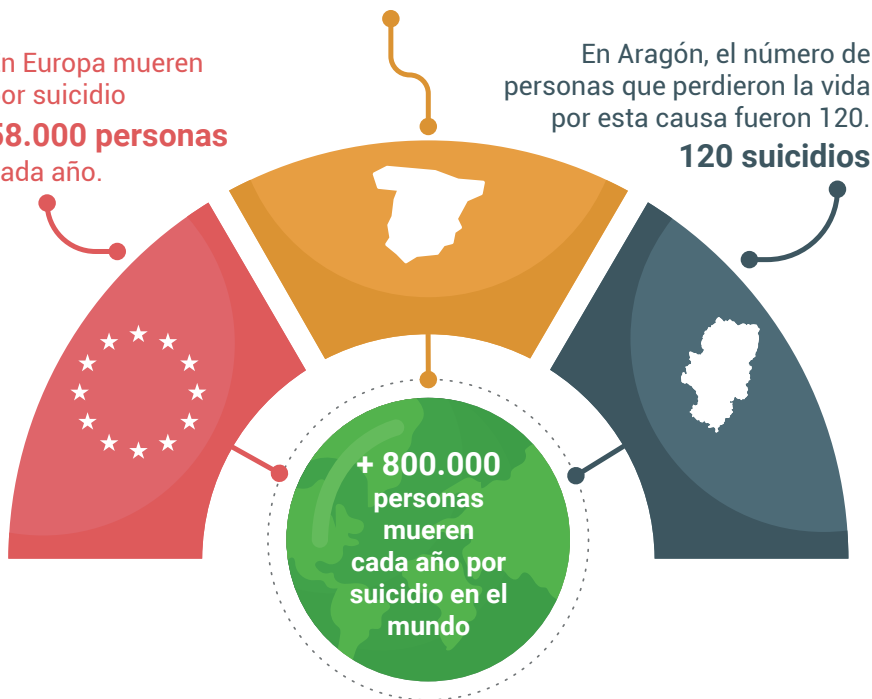 n Europa mueren
or suicidio
58.000 personas
ada año.
En Aragón, el número de
personas que perdieron la vida
por esta causa fueron 120.
120 suicidios
+ 800.000
personas
mueren
cada año por
suicidio en el
mundo